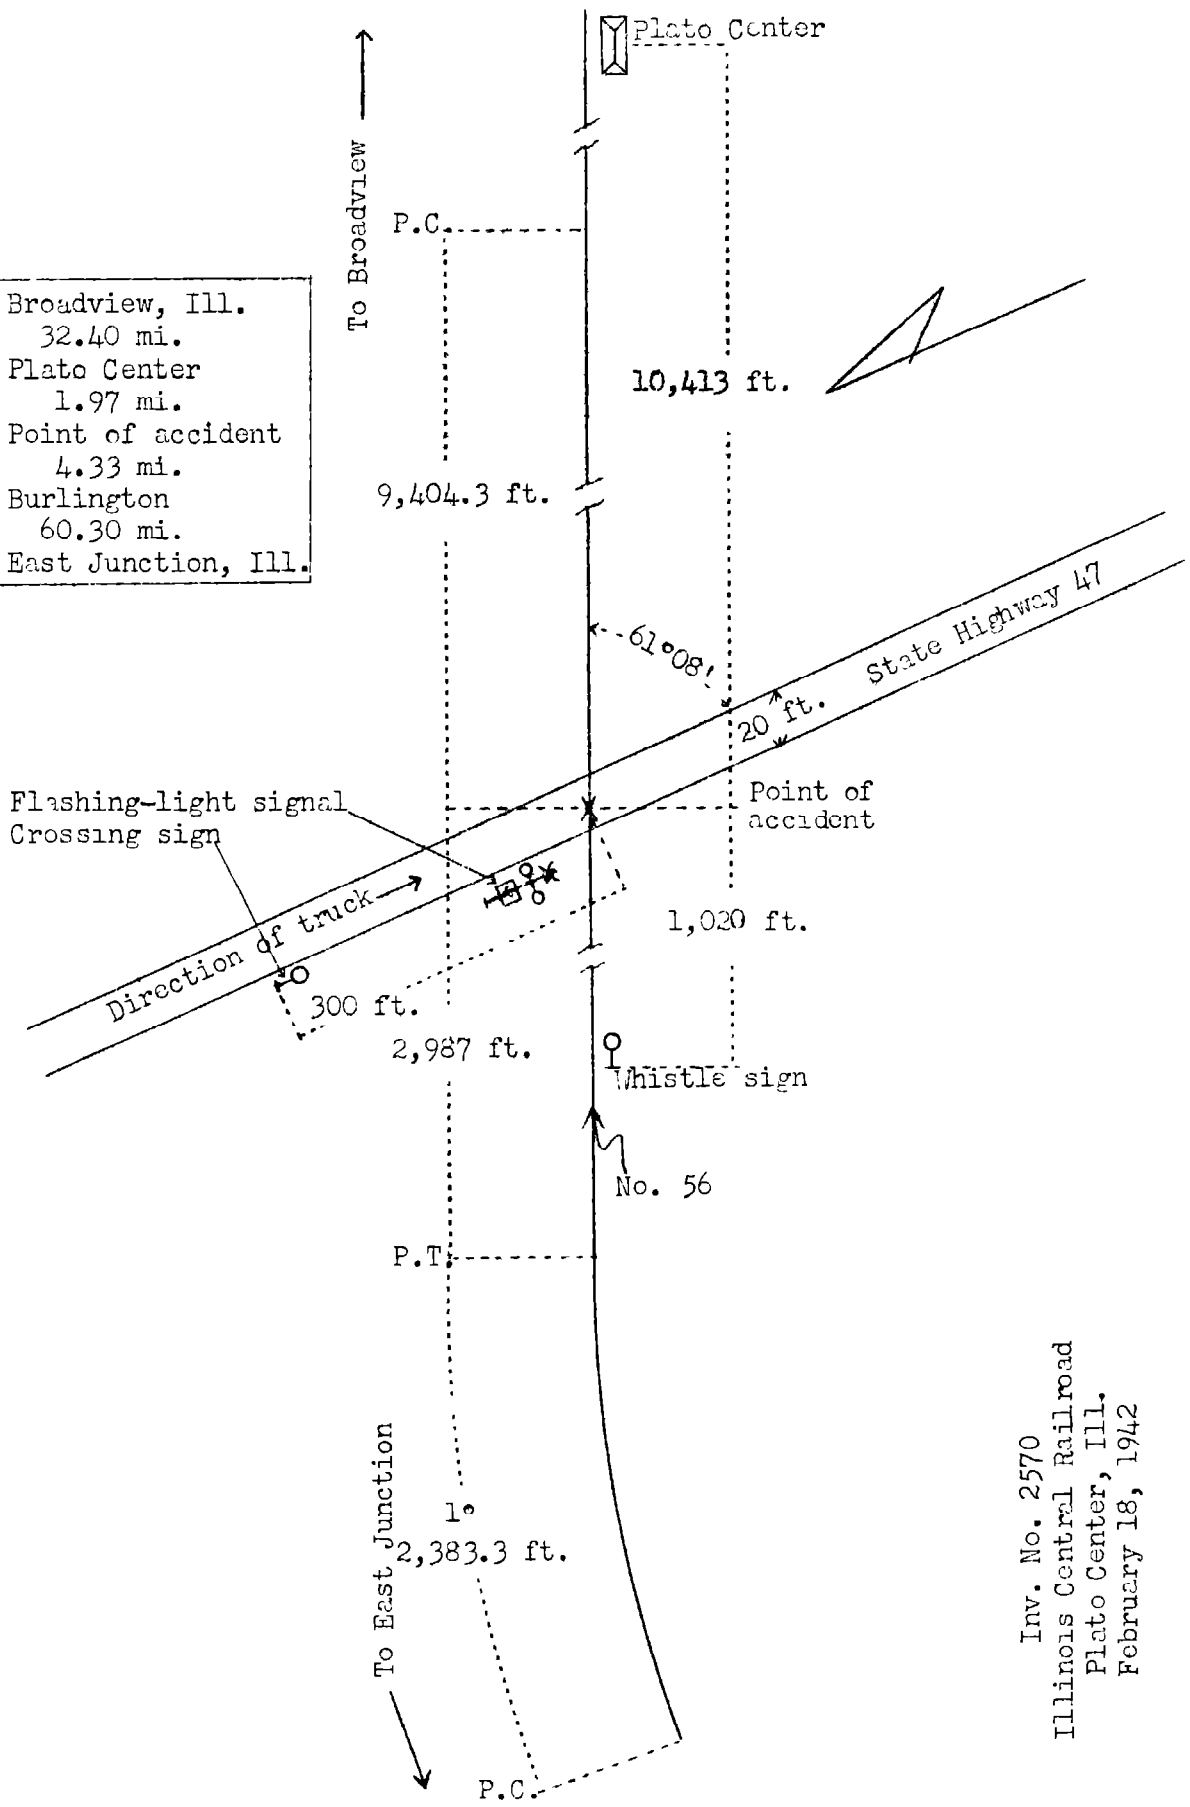 Plato Center
To Broadview
P.C.
Broadview, Ill.
32.40 mi.
Plato Center
1.97 mi.
Point of accident
4.33 mi.
Burlington
60.30 mi.
East Junction, Ill.
10,413 ft.
9,404.3 ft.
61°08'
State Highway 47
20 ft.
Flashing-light signal
Crossing sign
Point of
accident
Direction of truck
1,020 ft.
300 ft.
2,987 ft.
Whistle sign
No. 56
P.T.
To East Junction
1°
2,383.3 ft.
P.C.
Inv. No. 2570
Illinois Central Railroad
Plato Center, Ill.
February 18, 1942